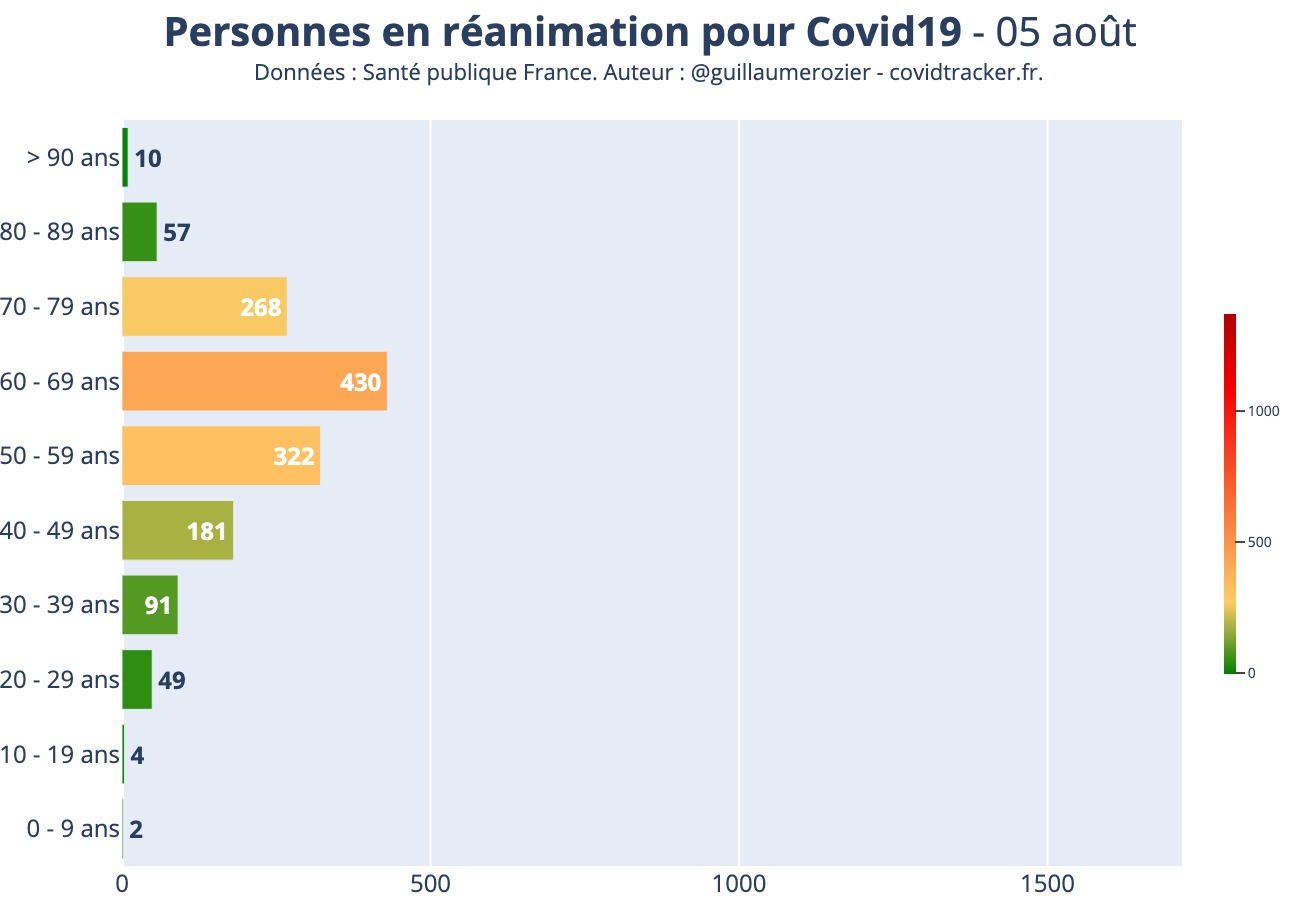 Personnes en réanimation pour Covid19 - 05 août
Données : Santé publique France. Auteur : @guillaumerozier - covidtracker.fr.
> 90 ans 10
80 - 89 ans 57
70 - 79 ans 268
60 - 69 ans 430
50 - 59 ans 322
40 - 49 ans 181
30 - 39 ans 91
20 - 29 ans 49
10 - 19 ans 4
0 - 9 ans 2
0 500 1000 1500
1000
500
0